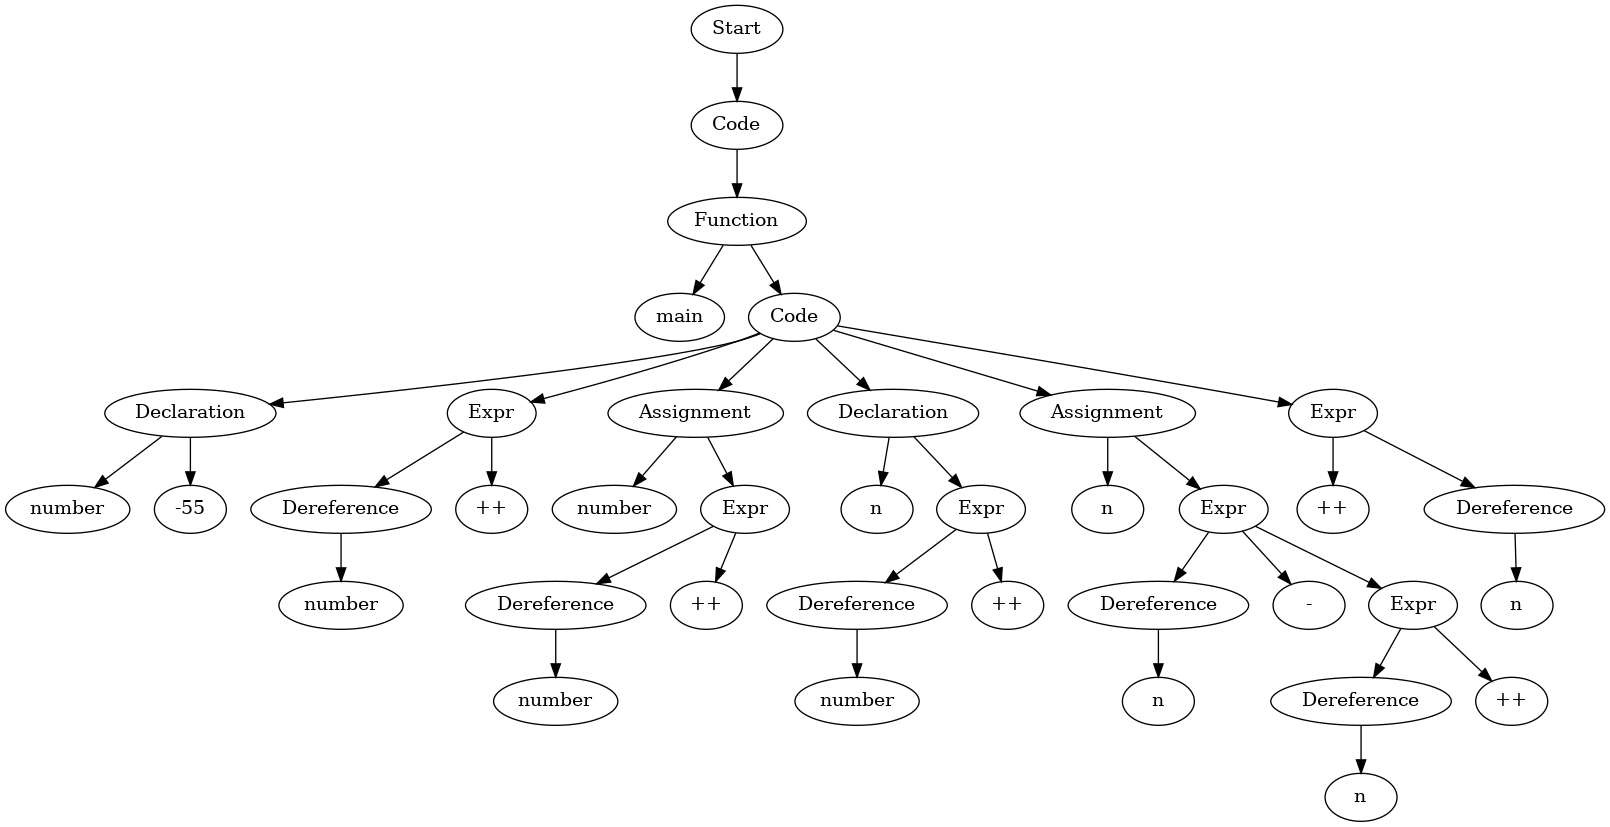 Start
Code
Function
main Code
Declaration Expr Assignment Declaration Assignment Expr
number -55 Dereference ++ number Expr n Expr n Expr ++ Dereference
number Dereference ++ Dereference ++ Dereference - Expr n
number number n Dereference ++
n